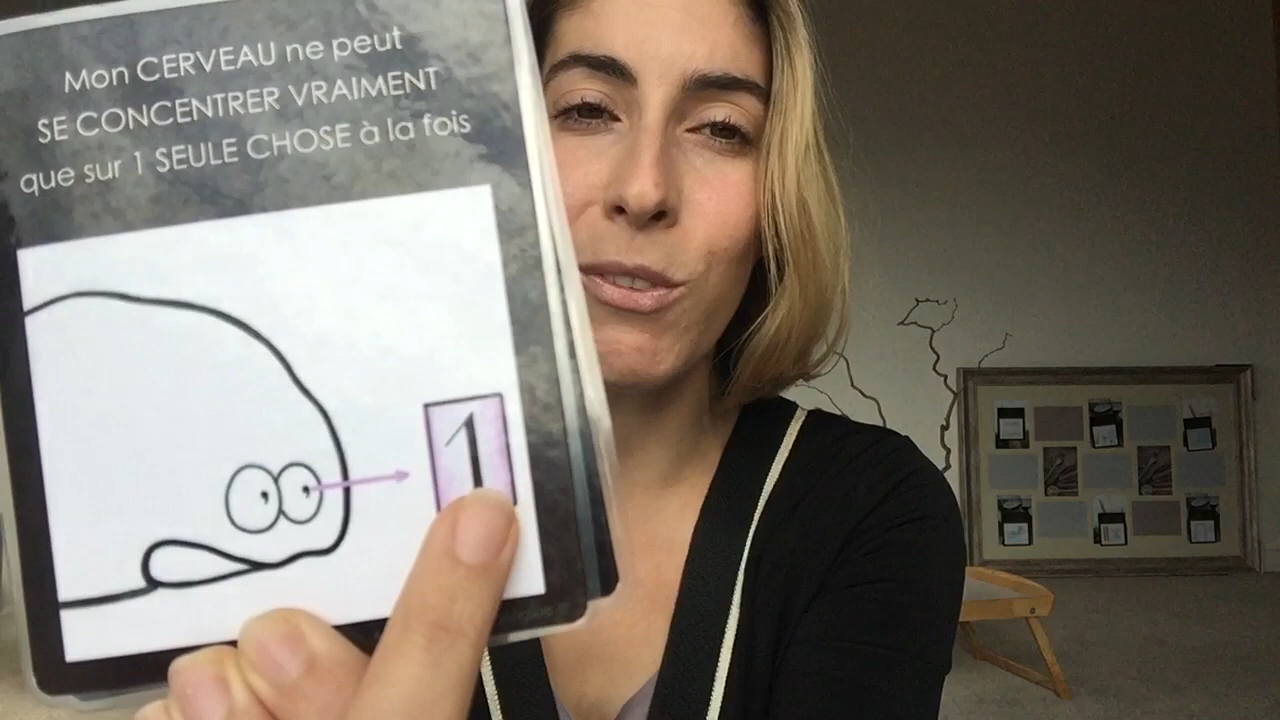 Mon CERVEAU ne peut
SE CONCENTRER VRAIMENT
que sur 1 SEULE CHOSE à la fois
1